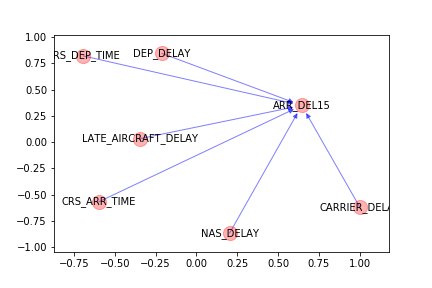 1.00
0.75
0.50
0.25
0.00
−0.25
−0.50
−0.75
−1.00
RS_DEP_TIME
DEP_DELAY
ARR_DEL15
LATE_AIRCRAFT_DELAY
CRS_ARR_TIME
NAS_DELAY
CARRIER_DELA
−0.75 −0.50 −0.25 0.00 0.25 0.50 0.75 1.00